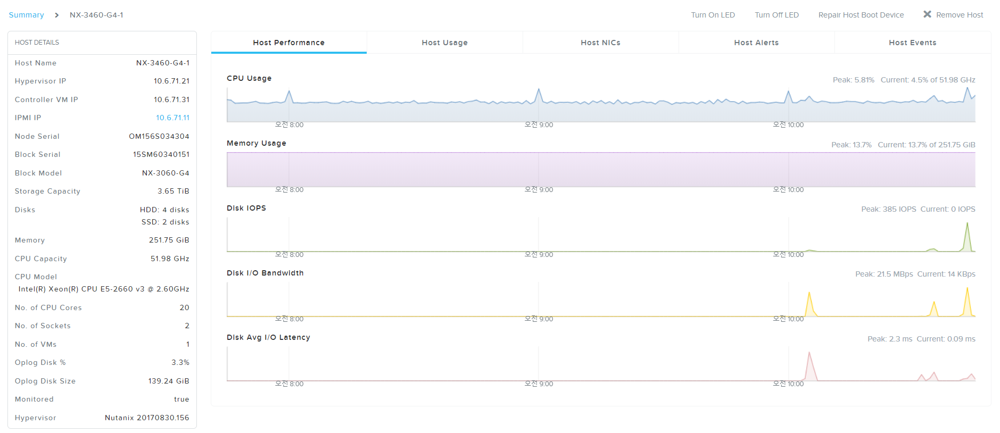 Summary > NX-3460-G4-1
Turn On LED Turn Off LED Repair Host Boot Device ✕ Remove Host
HOST DETAILS
Host Name NX-3460-G4-1
Hypervisor IP 10.6.71.21
Controller VM IP 10.6.71.31
IPMI IP 10.6.71.11
Node Serial OM156S034304
Block Serial 15SM60340151
Block Model NX-3060-G4
Storage Capacity 3.65 TiB
Disks HDD: 4 disks
SSD: 2 disks
Memory 251.75 GiB
CPU Capacity 51.98 GHz
CPU Model
Intel(R) Xeon(R) CPU E5-2660 v3 @ 2.60GHz
No. of CPU Cores 20
No. of Sockets 2
No. of VMs 1
Oplog Disk % 3.3%
Oplog Disk Size 139.24 GiB
Monitored true
Hypervisor Nutanix 20170830.156
Host Performance Host Usage Host NICs Host Alerts Host Events
CPU Usage Peak: 5.81% Current: 4.5% of 51.98 GHz
오전 8:00 오전 9:00 오전 10:00
Memory Usage Peak: 13.7% Current: 13.7% of 251.75 GiB
오전 8:00 오전 9:00 오전 10:00
Disk IOPS Peak: 385 IOPS Current: 0 IOPS
오전 8:00 오전 9:00 오전 10:00
Disk I/O Bandwidth Peak: 21.5 MBps Current: 14 KBps
오전 8:00 오전 9:00 오전 10:00
Disk Avg I/O Latency Peak: 2.3 ms Current: 0.09 ms
오전 8:00 오전 9:00 오전 10:00